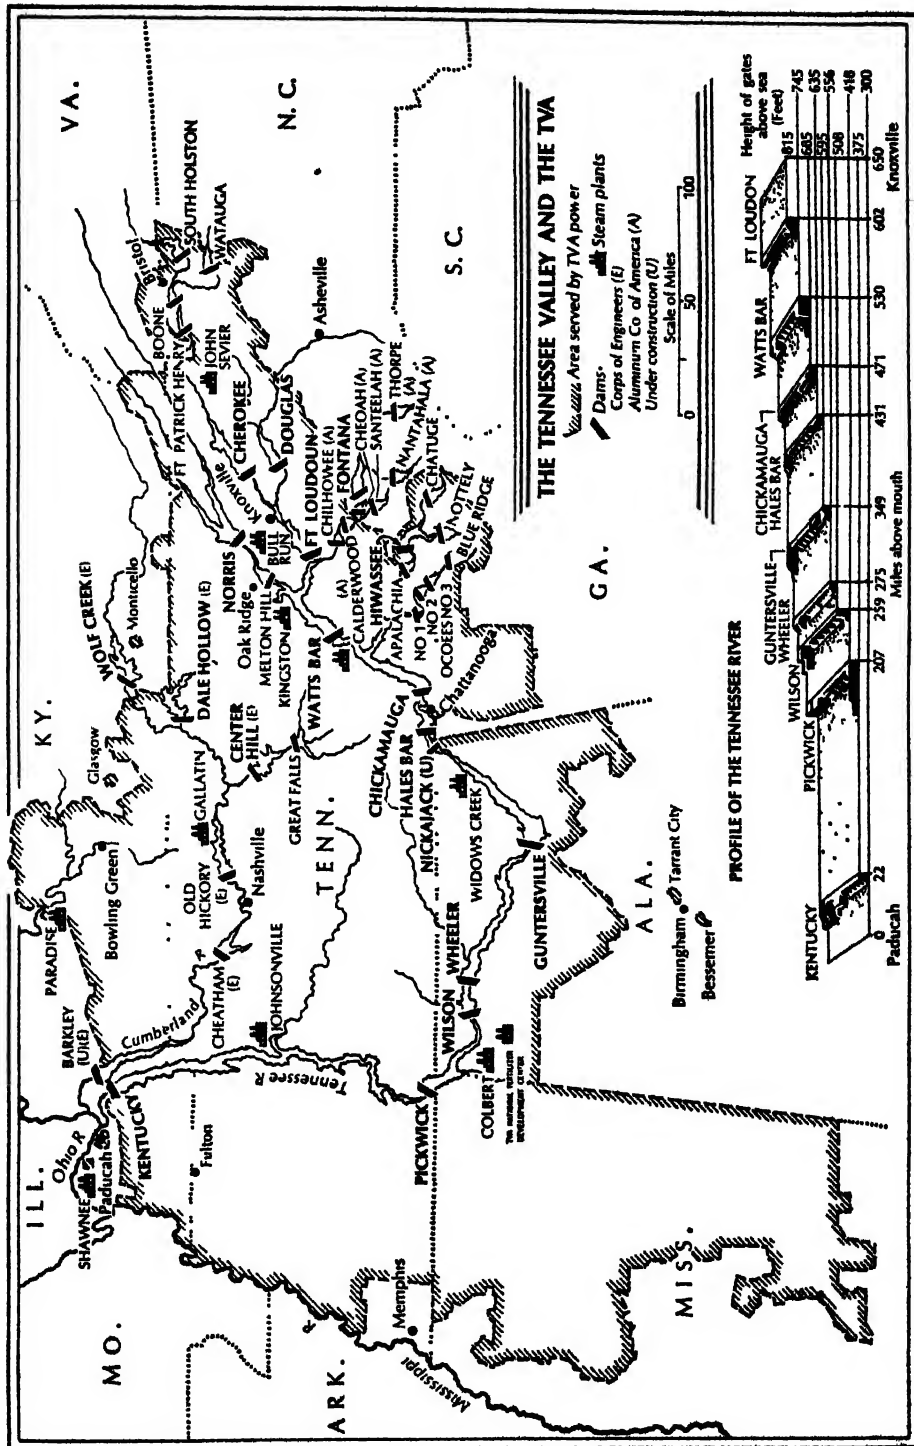 VA.
KY.
ILL.
MO.
ARK.
TENN.
N.C.
S.C.
GA.
ALA.
MISS.
Ohio R
SHAWNEE
Paducah
KENTUCKY
Fulton
BARKLEY
PARADISE
Bowling Green
Glasgow
WOLF CREEK (E)
Monticello
DALE HOLLOW (E)
Cumberland
CHEATHAM
(E)
OLD
HICKORY
(E)
GALLATIN
Nashville
CENTER
HILL (E)
GREAT FALLS
JOHNSONVILLE
Tennessee R
Memphis
Mississippi
R
PICKWICK
COLBERT
WILSON
WHEELER
GUNTERSVILLE
WIDOWS CREEK
NICKAJACK (U)
HALES BAR
CHICKAMAUGA
Chattanooga
WATTS BAR
KINGSTON
MELTON HILL
Oak Ridge
NORRIS
BULL
RUN
Knoxville
FT LOUDOUN
CHILHOWEE (A)
FONTANA
CALDERWOOD
(A)
HIWASSEE
APALACHIA
NO 1
NO 2
OCOEES NO. 3
BLUE RIDGE
NOTTELY
CHATUGE
NANTAHALA (A)
THORPE
(A)
SANTEELAH (A)
CHEOAH (A)
DOUGLAS
CHEROKEE
JOHN
SEVIER
FT PATRICK HENRY
BOONE
Bristol
SOUTH HOLSTON
WATAUGA
Asheville
Birmingham
Tarrant City
Bessemer
THE TENNESSEE VALLEY AND THE TVA
Area served by TVA power
Dams. Steam plants
Corps of Engineers (E)
Aluminum Co of America (A)
Under construction (U)
Scale of Miles
0 50 100
PROFILE OF THE TENNESSEE RIVER
KENTUCKY
PICKWICK
WILSON
WHEELER
GUNTERSVILLE
HALES BAR
CHICKAMAUGA
WATTS BAR
FT LOUDON
Height of gates
above sea
(Feet)
815
745
685
635
595
556
508
418
375
300
0 22 207 259 275 349 431 471 530 602 650
Paducah Miles above mouth Knoxville